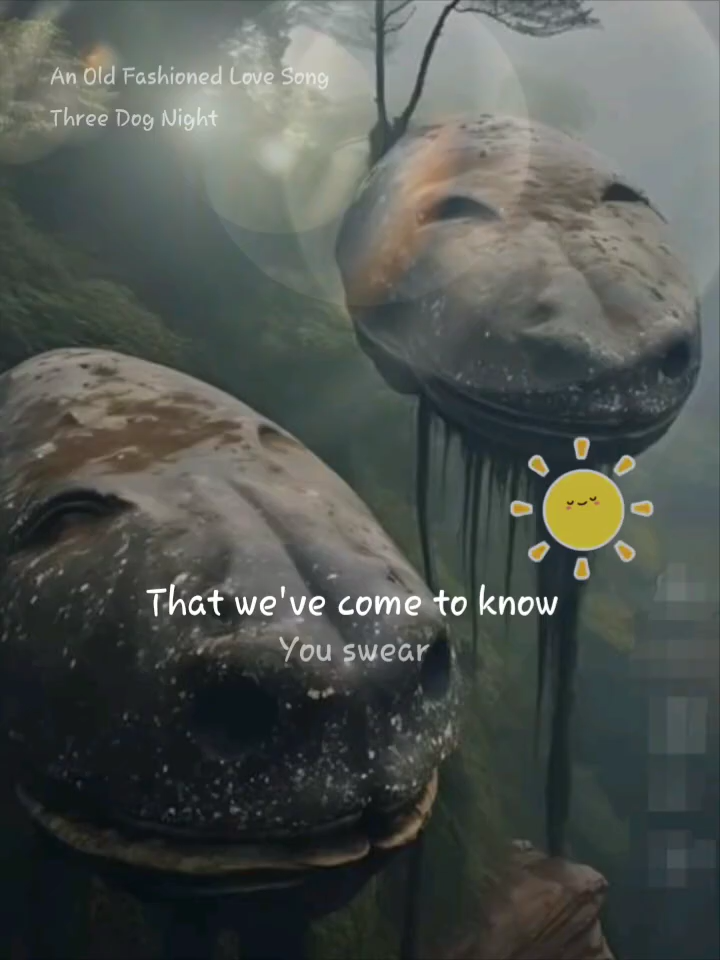 An Old Fashioned Love Song
Three Dog Night
That we've come to know
You swear